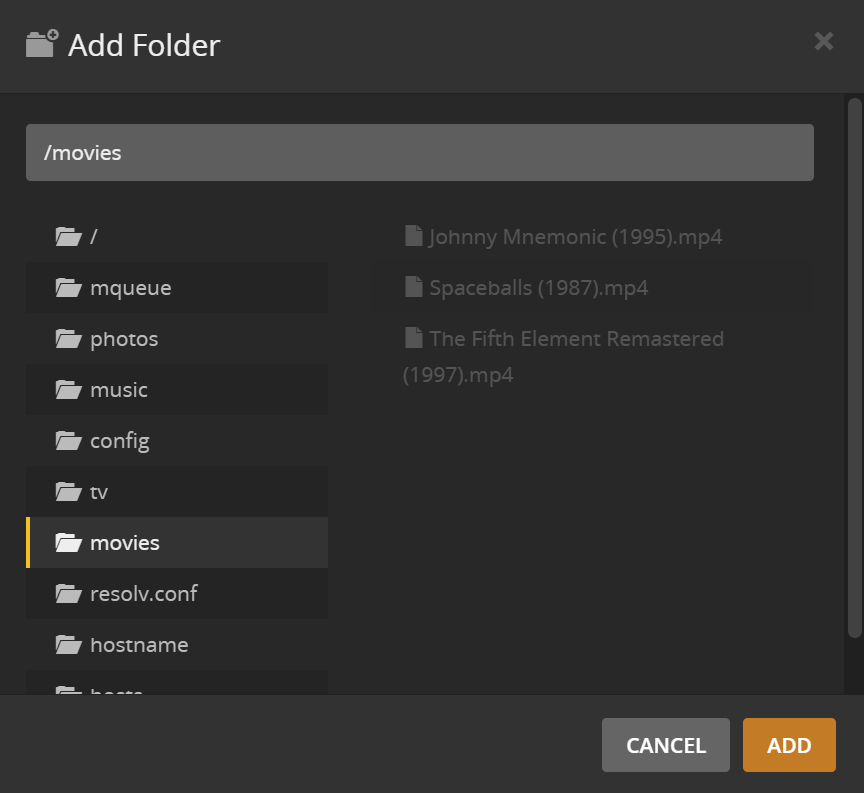 Add Folder
/movies
/
mqueue
photos
music
config
tv
movies
resolv.conf
hostname
hosts
Johnny Mnemonic (1995).mp4
Spaceballs (1987).mp4
The Fifth Element Remastered
(1997).mp4
CANCEL
ADD